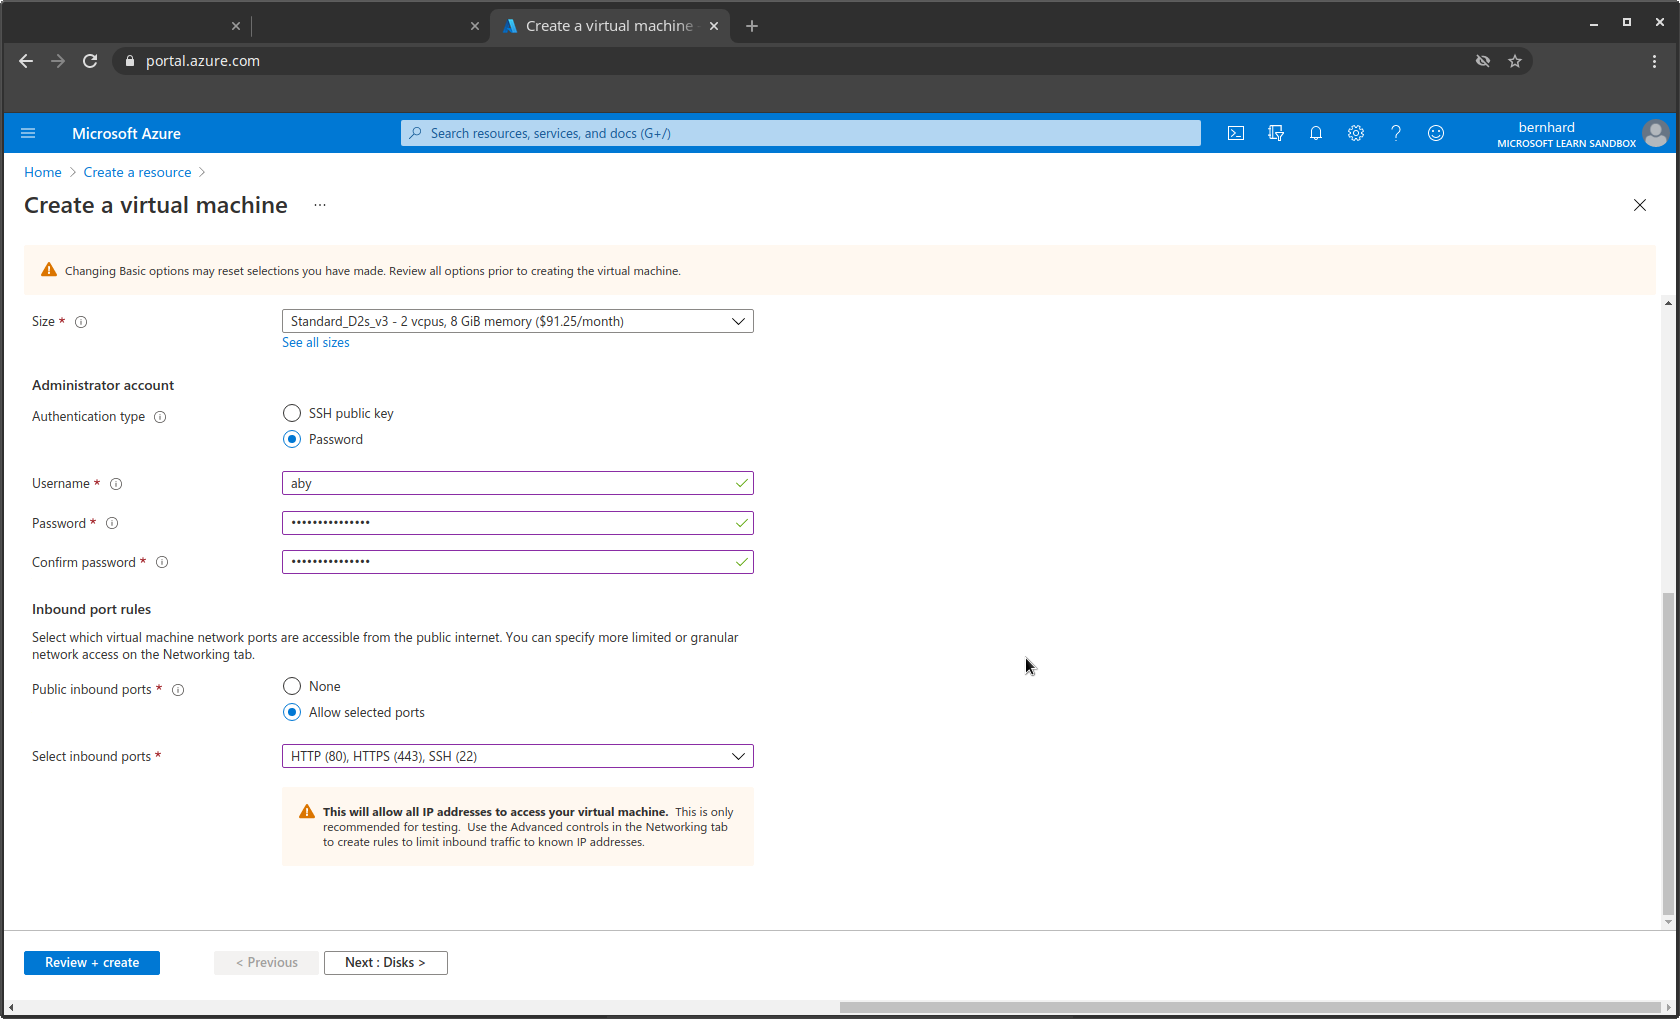 Create a virtual machine
portal.azure.com
Microsoft Azure
Search resources, services, and docs (G+/)
bernhard
MICROSOFT LEARN SANDBOX
Home > Create a resource >
Create a virtual machine ...
Changing Basic options may reset selections you have made. Review all options prior to creating the virtual machine.
Size *
Standard_D2s_v3 - 2 vcpus, 8 GiB memory ($91.25/month)
See all sizes
Administrator account
Authentication type
SSH public key
Password
Username *
aby
Password *
•••••••••••••••
Confirm password *
•••••••••••••••
Inbound port rules
Select which virtual machine network ports are accessible from the public internet. You can specify more limited or granular
network access on the Networking tab.
Public inbound ports *
None
Allow selected ports
Select inbound ports *
HTTP (80), HTTPS (443), SSH (22)
This will allow all IP addresses to access your virtual machine. This is only
recommended for testing. Use the Advanced controls in the Networking tab
to create rules to limit inbound traffic to known IP addresses.
Review + create
< Previous
Next : Disks >